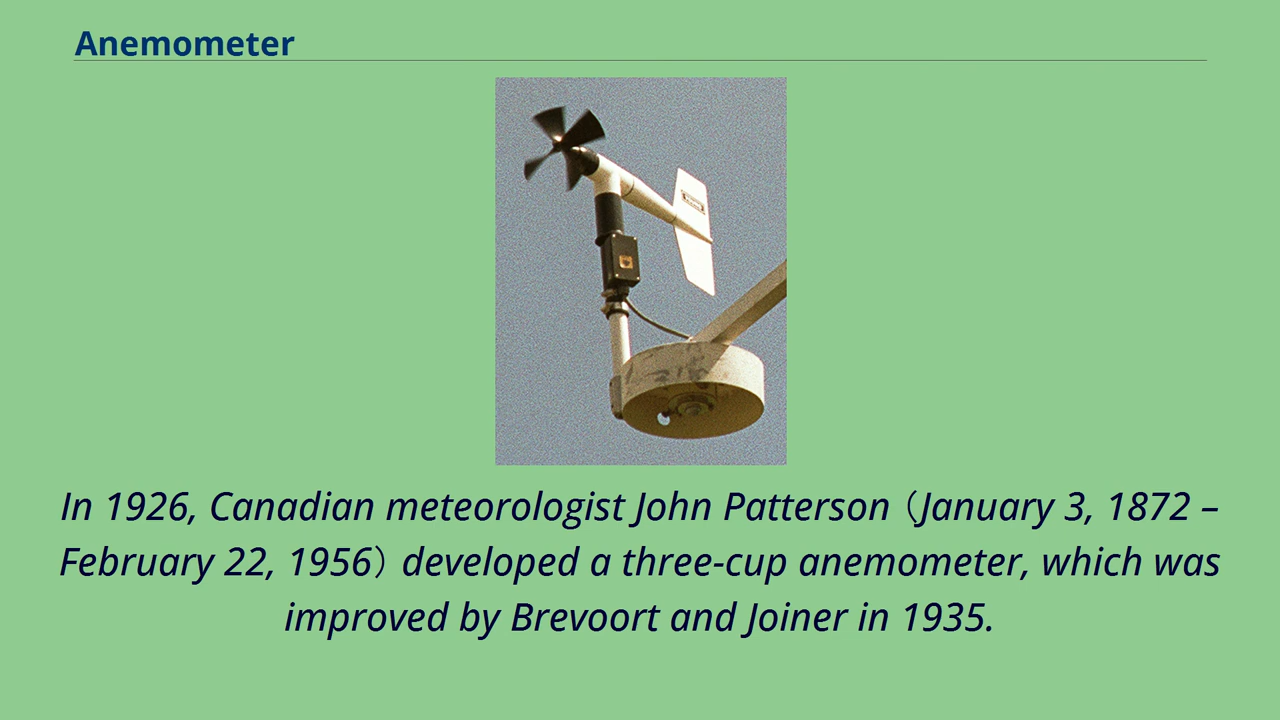 Anemometer
In 1926, Canadian meteorologist John Patterson (January 3, 1872 –
February 22, 1956) developed a three-cup anemometer, which was
improved by Brevoort and Joiner in 1935.